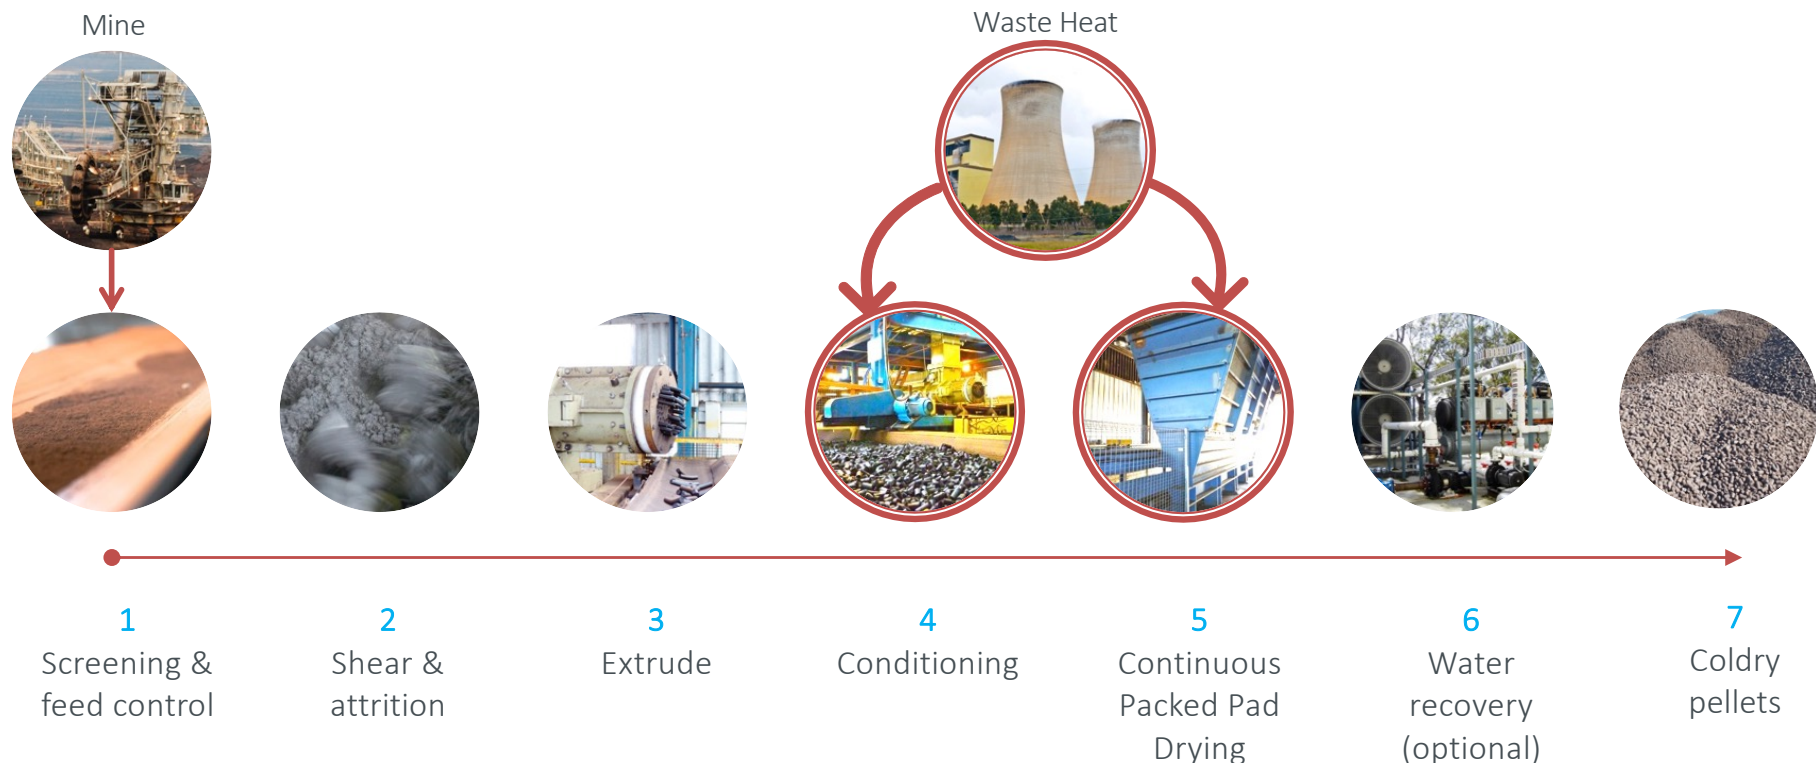 Mine
Waste Heat
1
Screening &
feed control
2
Shear &
attrition
3
Extrude
4
Conditioning
5
Continuous
Packed Pad
Drying
6
Water
recovery
(optional)
7
Coldry
pellets